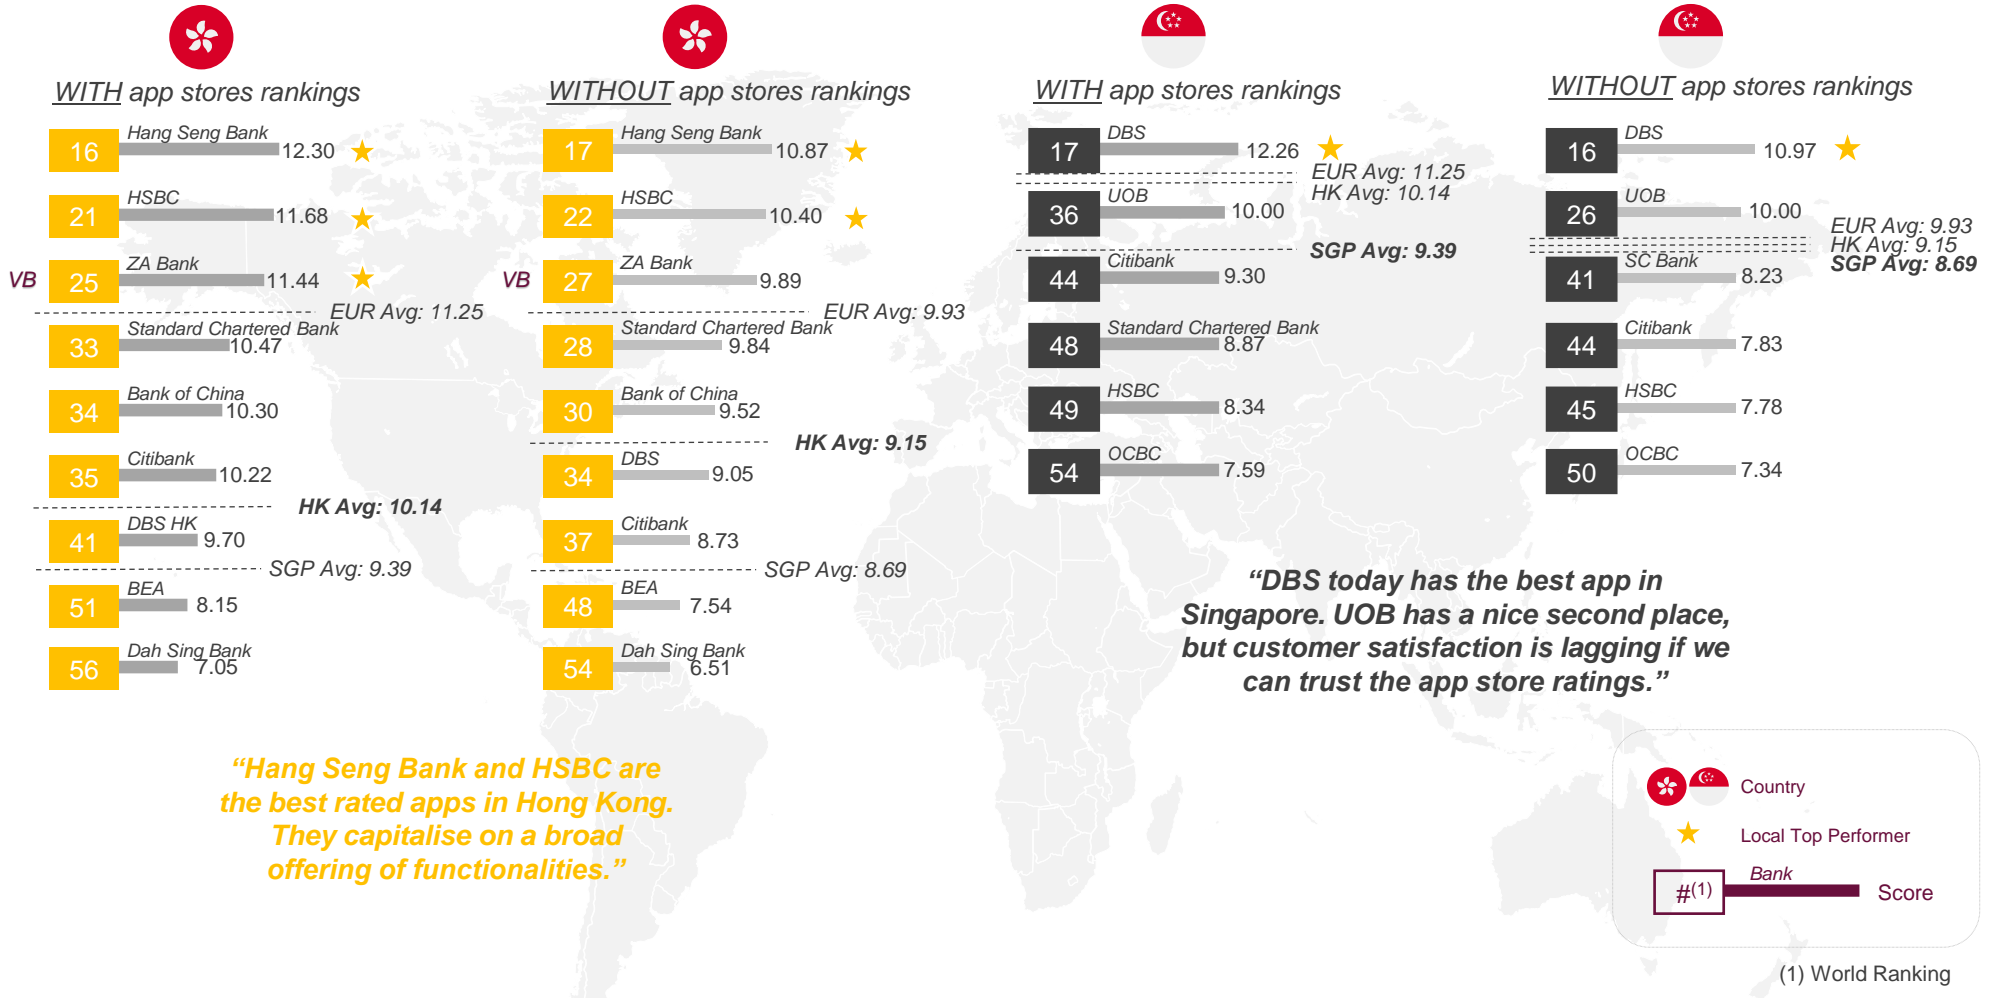 WITH app stores rankings
16
Hang Seng Bank
12.30
21
HSBC
11.68
VB
25
ZA Bank
11.44
EUR Avg: 11.25
33
Standard Chartered Bank
10.47
34
Bank of China
10.30
35
Citibank
10.22
HK Avg: 10.14
41
DBS HK
9.70
SGP Avg: 9.39
51
BEA
8.15
56
Dah Sing Bank
7.05
WITHOUT app stores rankings
17
Hang Seng Bank
10.87
22
HSBC
10.40
VB
27
ZA Bank
9.89
EUR Avg: 9.93
28
Standard Chartered Bank
9.84
30
Bank of China
9.52
HK Avg: 9.15
34
DBS
9.05
37
Citibank
8.73
SGP Avg: 8.69
48
BEA
7.54
54
Dah Sing Bank
6.51
WITH app stores rankings
17
DBS
12.26
EUR Avg: 11.25
HK Avg: 10.14
36
UOB
10.00
SGP Avg: 9.39
44
Citibank
9.30
48
Standard Chartered Bank
8.87
49
HSBC
8.34
54
OCBC
7.59
WITHOUT app stores rankings
16
DBS
10.97
26
UOB
10.00
EUR Avg: 9.93
HK Avg: 9.15
SGP Avg: 8.69
41
SC Bank
8.23
44
Citibank
7.83
45
HSBC
7.78
50
OCBC
7.34
“Hang Seng Bank and HSBC are
the best rated apps in Hong Kong.
They capitalise on a broad
offering of functionalities.”
“DBS today has the best app in
Singapore. UOB has a nice second place,
but customer satisfaction is lagging if we
can trust the app store ratings.”
Country
Local Top Performer
#(1)
Bank
Score
(1) World Ranking